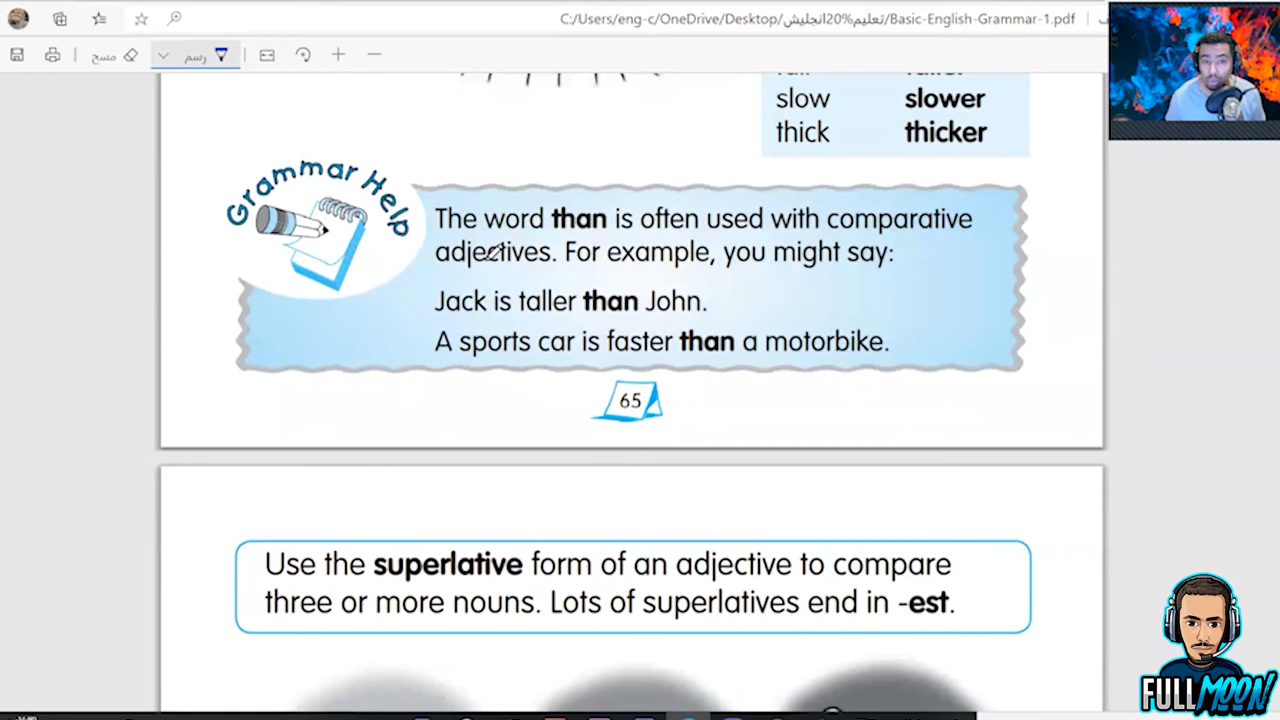 C:/Users/eng-c/OneDrive/Desktop/تعليم%20انجليش/Basic-English-Grammar-1.pdf
مسح
رسم
slow slower
thick thicker
Grammar Help
The word than is often used with comparative
adjectives. For example, you might say:
Jack is taller than John.
A sports car is faster than a motorbike.
65
Use the superlative form of an adjective to compare
three or more nouns. Lots of superlatives end in -est.
FULLMOON